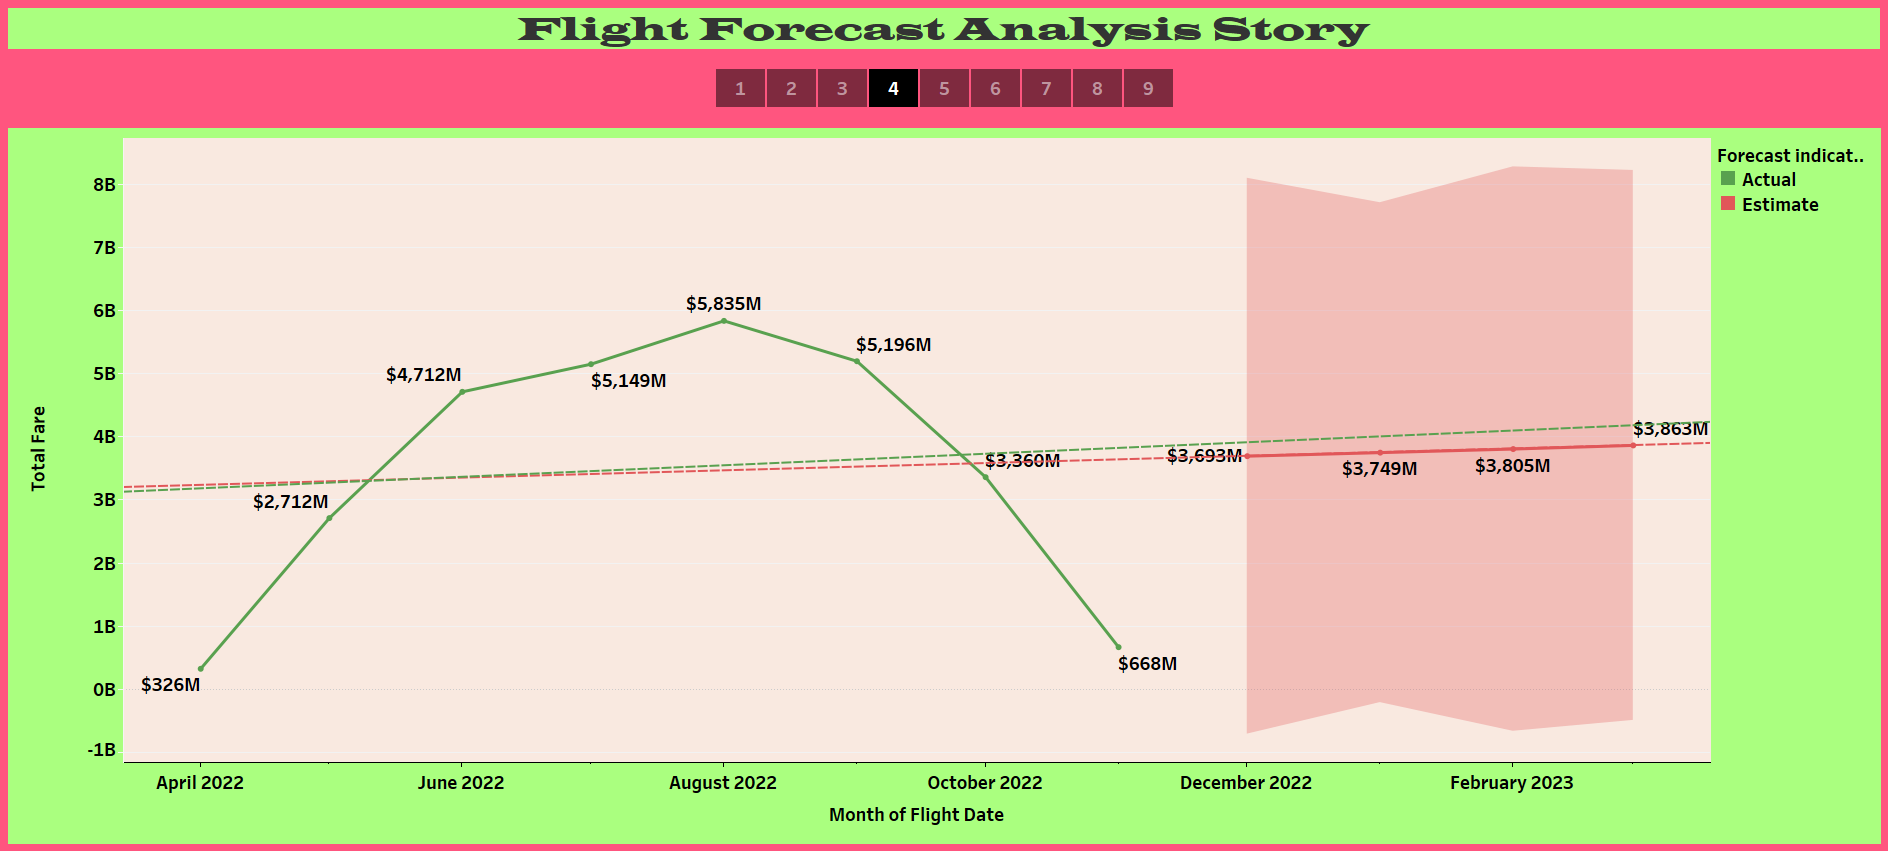 Flight Forecast Analysis Story
1 2 3 4 5 6 7 8 9
Forecast indicat..
Actual
Estimate
8B
7B
6B
5B
4B
3B
2B
1B
0B
-1B
Total Fare
$326M
$2,712M
$4,712M
$5,149M
$5,835M
$5,196M
$3,360M
$668M
$3,693M
$3,749M
$3,805M
$3,863M
April 2022 June 2022 August 2022 October 2022 December 2022 February 2023
Month of Flight Date